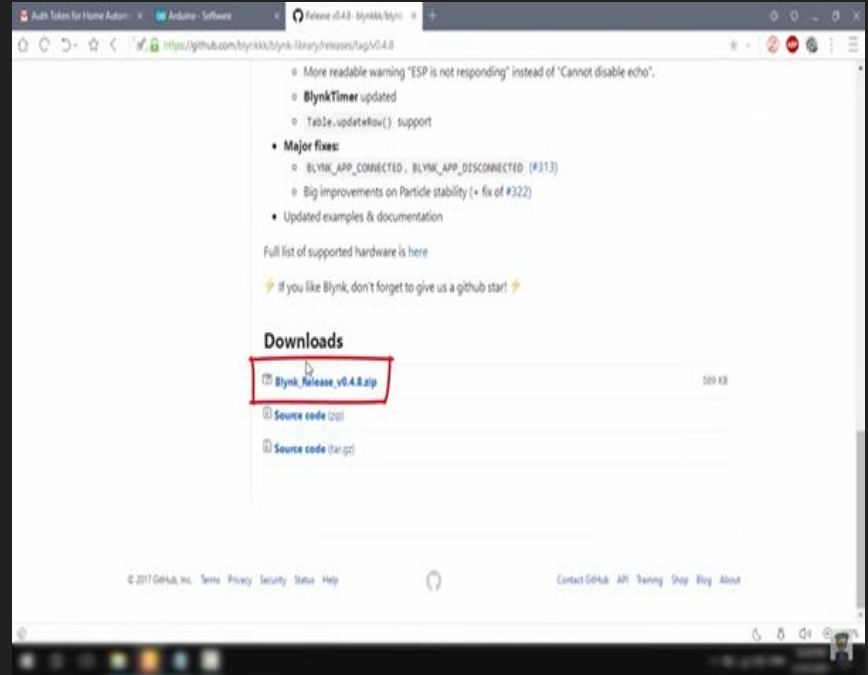 Auth Token for Home Autom
Arduino - Software
Release v0.4.8 · blynkkk/blyn
https://github.com/blynkkk/blynk-library/releases/tag/v0.4.8
More readable warning "ESP is not responding" instead of "Cannot disable echo".
BlynkTimer updated
Table.updateRow() support
Major fixes:
BLYNK_APP_CONNECTED, BLYNK_APP_DISCONNECTED (#313)
Big improvements on Particle stability (+ fix of #322)
Updated examples & documentation
Full list of supported hardware is here
⚡ If you like Blynk, don't forget to give us a github star! ⚡
Downloads
Blynk_Release_v0.4.8.zip
Source code (zip)
Source code (tar.gz)
© 2017 GitHub, Inc. Terms Privacy Security Status Help
Contact GitHub API Training Shop Blog About